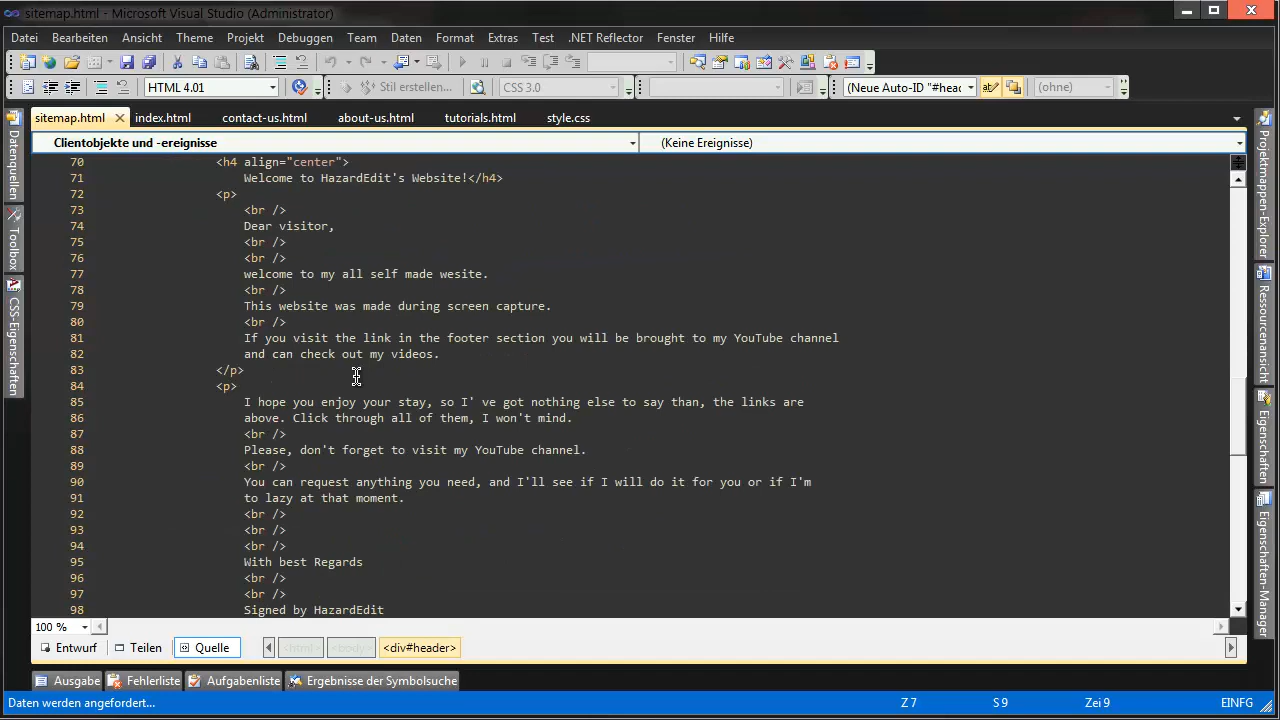 sitemap.html - Microsoft Visual Studio (Administrator)
Datei Bearbeiten Ansicht Theme Projekt Debuggen Team Daten Format Extras Test .NET Reflector Fenster Hilfe
HTML 4.01 Stil erstellen... CSS 3.0 (Neue Auto-ID "#head (ohne)
sitemap.html index.html contact-us.html about-us.html tutorials.html style.css
Clientobjekte und -ereignisse (Keine Ereignisse)
70 <h4 align="center">
71 Welcome to HazardEdit's Website!</h4>
72 <p>
73 <br />
74 Dear visitor,
75 <br />
76 <br />
77 welcome to my all self made wesite.
78 <br />
79 This website was made during screen capture.
80 <br />
81 If you visit the link in the footer section you will be brought to my YouTube channel
82 and can check out my videos.
83 </p>
84 <p>
85 I hope you enjoy your stay, so I' ve got nothing else to say than, the links are
86 above. Click through all of them, I won't mind.
87 <br />
88 Please, don't forget to visit my YouTube channel.
89 <br />
90 You can request anything you need, and I'll see if I will do it for you or if I'm
91 to lazy at that moment.
92 <br />
93 <br />
94 <br />
95 With best Regards
96 <br />
97 <br />
98 Signed by HazardEdit
100 %
Entwurf Teilen Quelle <html> <body> <div#header>
Ausgabe Fehlerliste Aufgabenliste Ergebnisse der Symbolsuche
Daten werden angefordert... Z 7 S 9 Zei 9 EINFG
Datenquellen
Toolbox
CSS-Eigenschaften
Projektmappen-Explorer
Ressourcenansicht
Eigenschaften
Eigenschaften-Manager